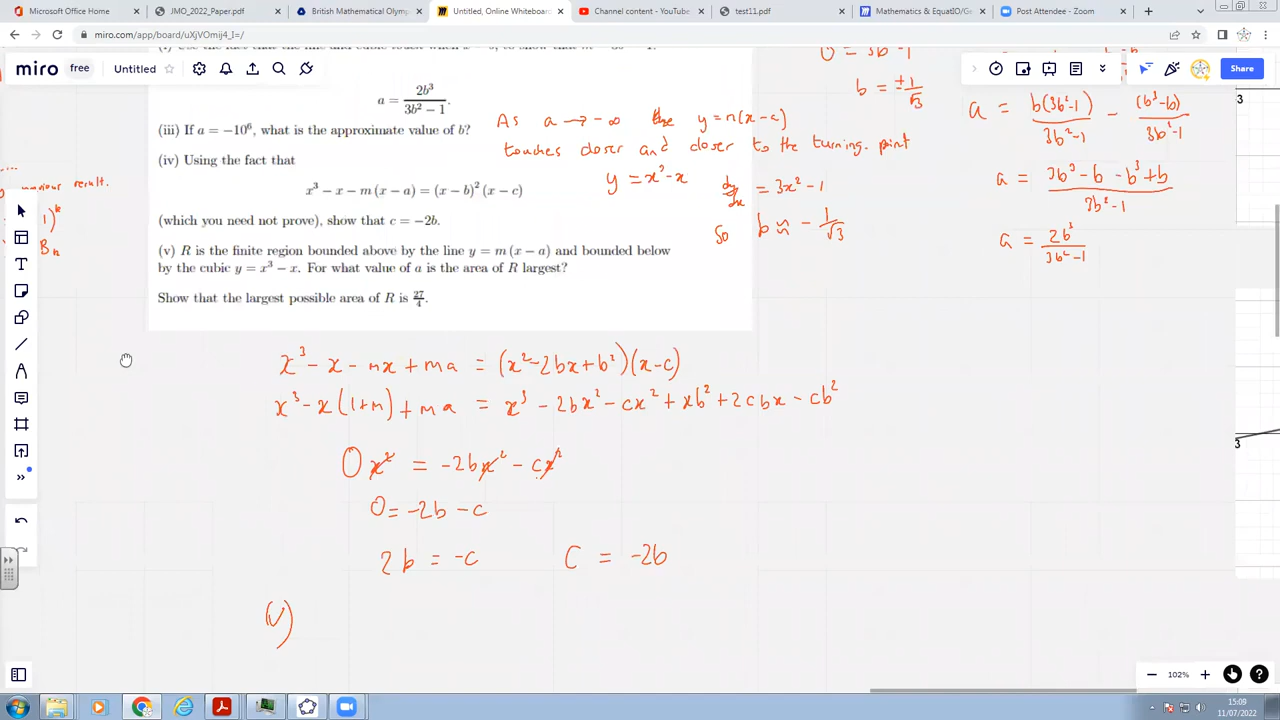 Microsoft Office Home
JMO_2022_Paper.pdf
British Mathematical Olymp
Untitled, Online Whiteboard
Channel content - YouTube
test11.pdf
Mathematics & EquatIO/Ge
Post Attendee - Zoom
miro.com/app/board/uXjVOmij4_I=/
miro free Untitled
Share
a = 2b³ / 3b² − 1.
(iii) If a = −10⁶, what is the approximate value of b?
(iv) Using the fact that
x³ − x − m (x − a) = (x − b)² (x − c)
(which you need not prove), show that c = −2b.
(v) R is the finite region bounded above by the line y = m (x − a) and bounded below
by the cubic y = x³ − x. For what value of a is the area of R largest?
Show that the largest possible area of R is 27/4.
As a → −∞ the y = m(x − a)
touches closer and closer to the turning point
y = x³ − x dy/dx = 3x² − 1
So b ≈ − 1/√3
0 = 3b² − 1
b = ± 1/√3
a = b(3b²−1) / 3b²−1 − (b³−b) / 3b²−1
a = 3b³ − b − b³ + b / 3b² − 1
a = 2b³ / 3b² − 1
result.
x³ − x − mx + ma = (x² − 2bx + b²)(x − c)
x³ − x(1+m) + ma = x³ − 2bx² − cx² + xb² + 2cbx − cb²
0x² = −2bx² − cx²
0 = −2b − c
2b = −c C = −2b
(v)
102%
15:09
11/07/2022